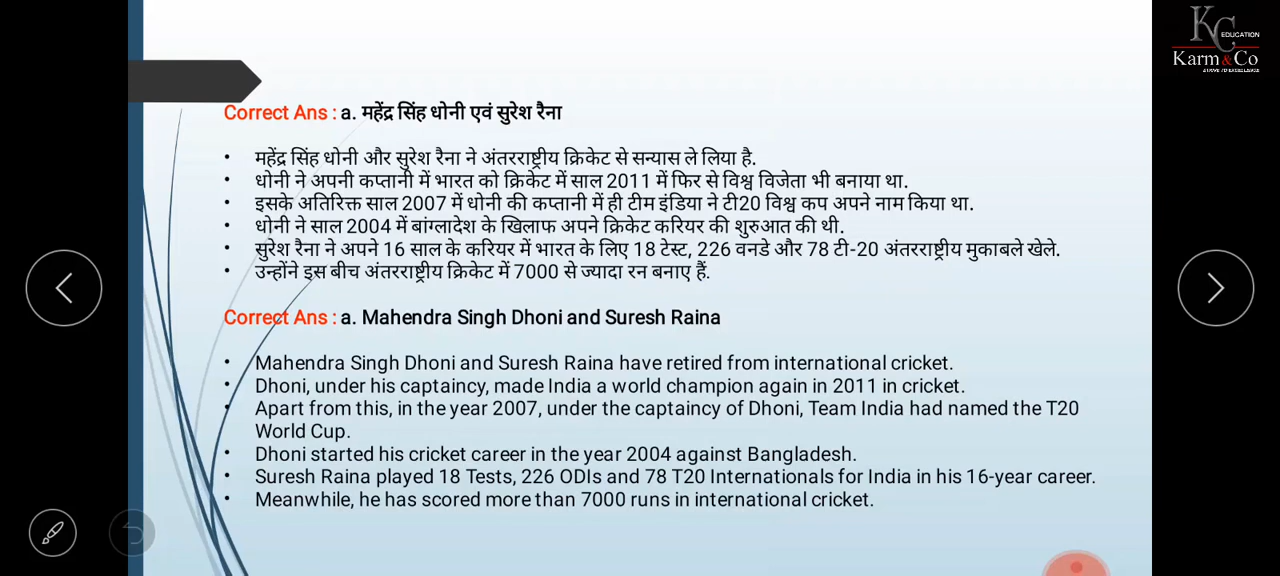 KC EDUCATION
Karm&Co
Correct Ans : a. महेंद्र सिंह धोनी एवं सुरेश रैना
• महेंद्र सिंह धोनी और सुरेश रैना ने अंतरराष्ट्रीय क्रिकेट से सन्यास ले लिया है.
• धोनी ने अपनी कप्तानी में भारत को क्रिकेट में साल 2011 में फिर से विश्व विजेता भी बनाया था.
• इसके अतिरिक्त साल 2007 में धोनी की कप्तानी में ही टीम इंडिया ने टी20 विश्व कप अपने नाम किया था.
• धोनी ने साल 2004 में बांग्लादेश के खिलाफ अपने क्रिकेट करियर की शुरुआत की थी.
• सुरेश रैना ने अपने 16 साल के करियर में भारत के लिए 18 टेस्ट, 226 वनडे और 78 टी-20 अंतरराष्ट्रीय मुकाबले खेले.
• उन्होंने इस बीच अंतरराष्ट्रीय क्रिकेट में 7000 से ज्यादा रन बनाए हैं.
Correct Ans : a. Mahendra Singh Dhoni and Suresh Raina
• Mahendra Singh Dhoni and Suresh Raina have retired from international cricket.
• Dhoni, under his captaincy, made India a world champion again in 2011 in cricket.
• Apart from this, in the year 2007, under the captaincy of Dhoni, Team India had named the T20
World Cup.
• Dhoni started his cricket career in the year 2004 against Bangladesh.
• Suresh Raina played 18 Tests, 226 ODIs and 78 T20 Internationals for India in his 16-year career.
• Meanwhile, he has scored more than 7000 runs in international cricket.